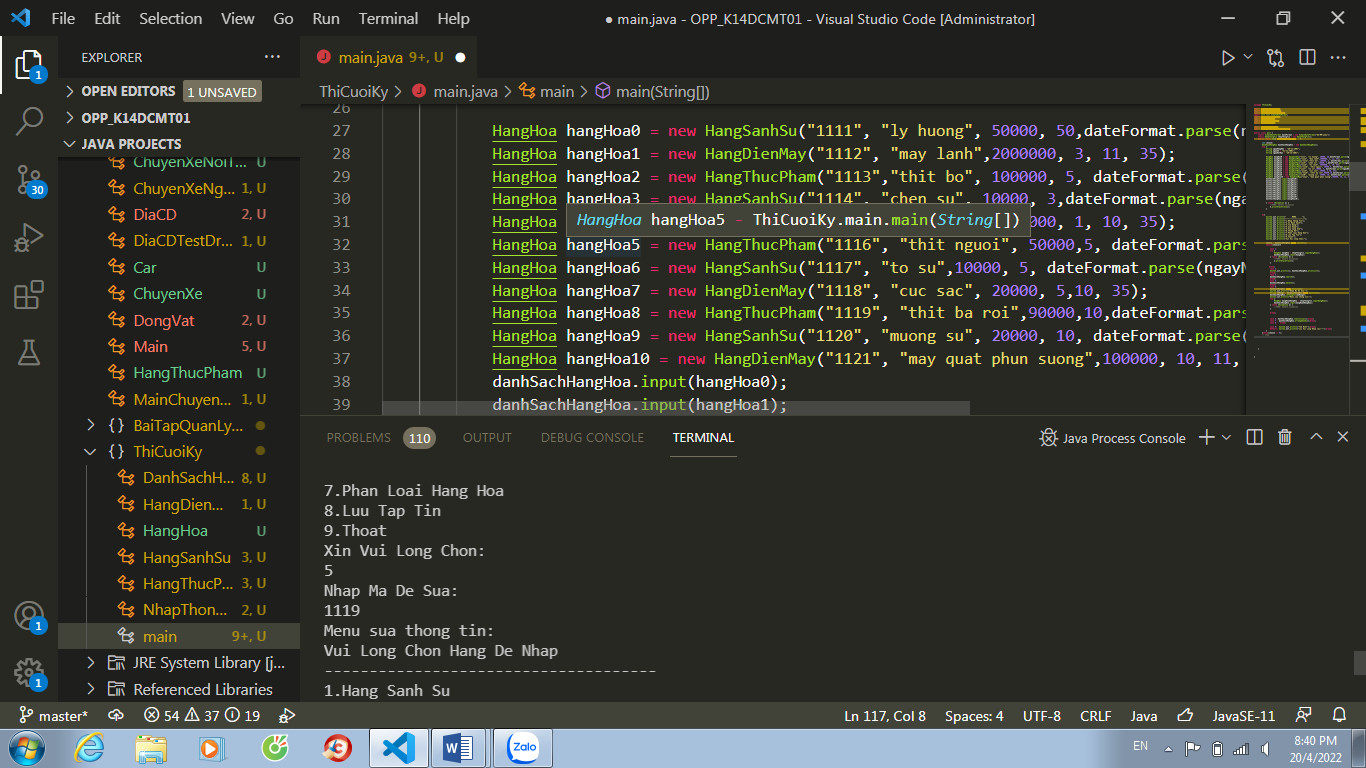 File Edit Selection View Go Run Terminal Help
● main.java - OPP_K14DCMT01 - Visual Studio Code [Administrator]
EXPLORER
1
OPEN EDITORS 1 UNSAVED
OPP_K14DCMT01
JAVA PROJECTS
ChuyenXeNoiT... U
ChuyenXeNg... 1, U
DiaCD 2, U
DiaCDTestDr... 1, U
Car U
ChuyenXe U
DongVat 2, U
Main 5, U
HangThucPham U
MainChuyen... 1, U
{} BaiTapQuanLy...
{} ThiCuoiKy
DanhSachH... 8, U
HangDien... 1, U
HangHoa U
HangSanhSu 3, U
HangThucP... 3, U
NhapThon... 2, U
main 9+, U
JRE System Library [j...
Referenced Libraries
30
1
1
main.java 9+, U ●
ThiCuoiKy > main.java > main > main(String[])
26
27 HangHoa hangHoa0 = new HangSanhSu("1111", "ly huong", 50000, 50,dateFormat.parse(
28 HangHoa hangHoa1 = new HangDienMay("1112", "may lanh",2000000, 3, 11, 35);
29 HangHoa hangHoa2 = new HangThucPham("1113","thit bo", 100000, 5, dateFormat.parse(
30 HangHoa hangHoa3 = new HangSanhSu("1114", "chen su", 10000, 3,dateFormat.parse(nga
HangHoa hangHoa5 - ThiCuoiKy.main.main(String[])
31 HangHoa 1, 10, 35);
32 HangHoa hangHoa5 = new HangThucPham("1116", "thit nguoi", 50000,5, dateFormat.pars
33 HangHoa hangHoa6 = new HangSanhSu("1117", "to su",10000, 5, dateFormat.parse(ngayM
34 HangHoa hangHoa7 = new HangDienMay("1118", "cuc sac", 20000, 5,10, 35);
35 HangHoa hangHoa8 = new HangThucPham("1119", "thit ba roi",90000,10,dateFormat.pars
36 HangHoa hangHoa9 = new HangSanhSu("1120", "muong su", 20000, 10, dateFormat.parse(
37 HangHoa hangHoa10 = new HangDienMay("1121", "may quat phun suong",100000, 10, 11,
38 danhSachHangHoa.input(hangHoa0);
39 danhSachHangHoa.input(hangHoa1);
PROBLEMS 110 OUTPUT DEBUG CONSOLE TERMINAL
Java Process Console
7.Phan Loai Hang Hoa
8.Luu Tap Tin
9.Thoat
Xin Vui Long Chon:
5
Nhap Ma De Sua:
1119
Menu sua thong tin:
Vui Long Chon Hang De Nhap
-----------------------------------
1.Hang Sanh Su
master* 54 37 19
Ln 117, Col 8 Spaces: 4 UTF-8 CRLF Java JavaSE-11
Zalo
EN
8:40 PM
20/4/2022